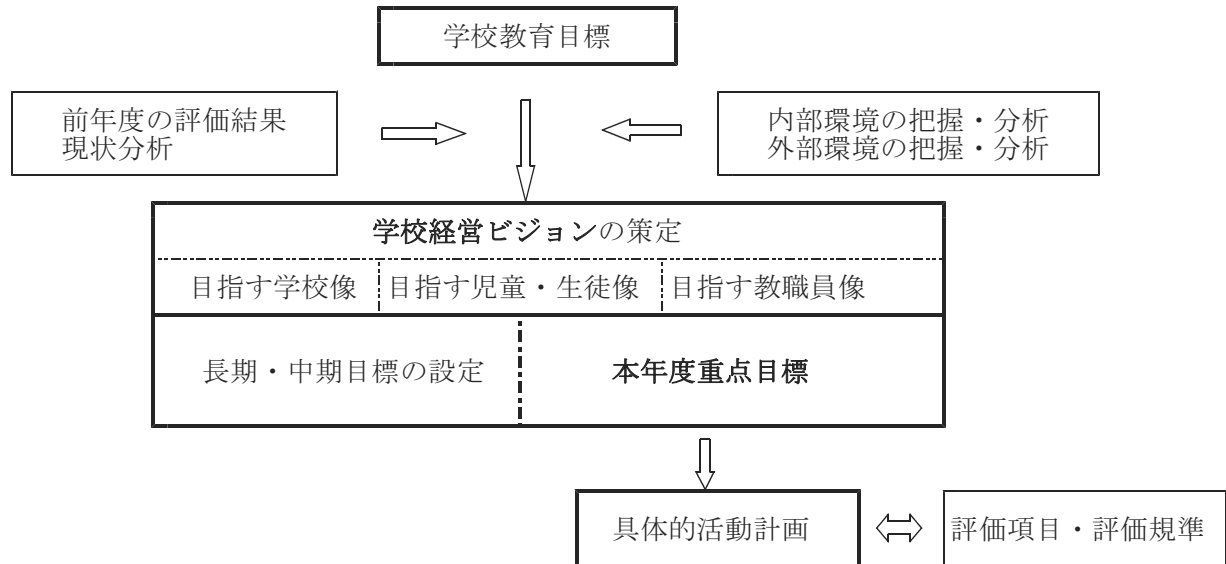 学校教育目標
前年度の評価結果
現状分析
内部環境の把握・分析
外部環境の把握・分析
学校経営ビジョンの策定
目指す学校像
目指す児童・生徒像
目指す教職員像
長期・中期目標の設定
本年度重点目標
具体的活動計画
評価項目・評価規準